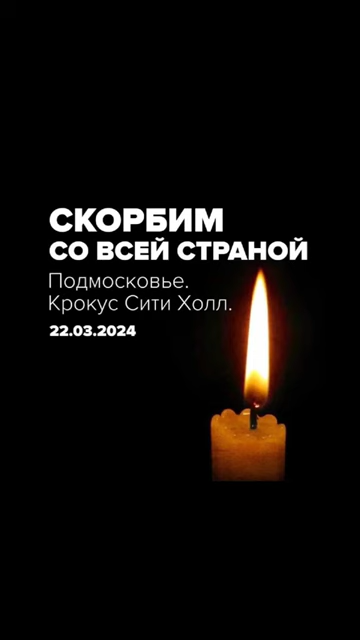 СКОРБИМ
СО ВСЕЙ СТРАНОЙ
Подмосковье.
Крокус Сити Холл.
22.03.2024